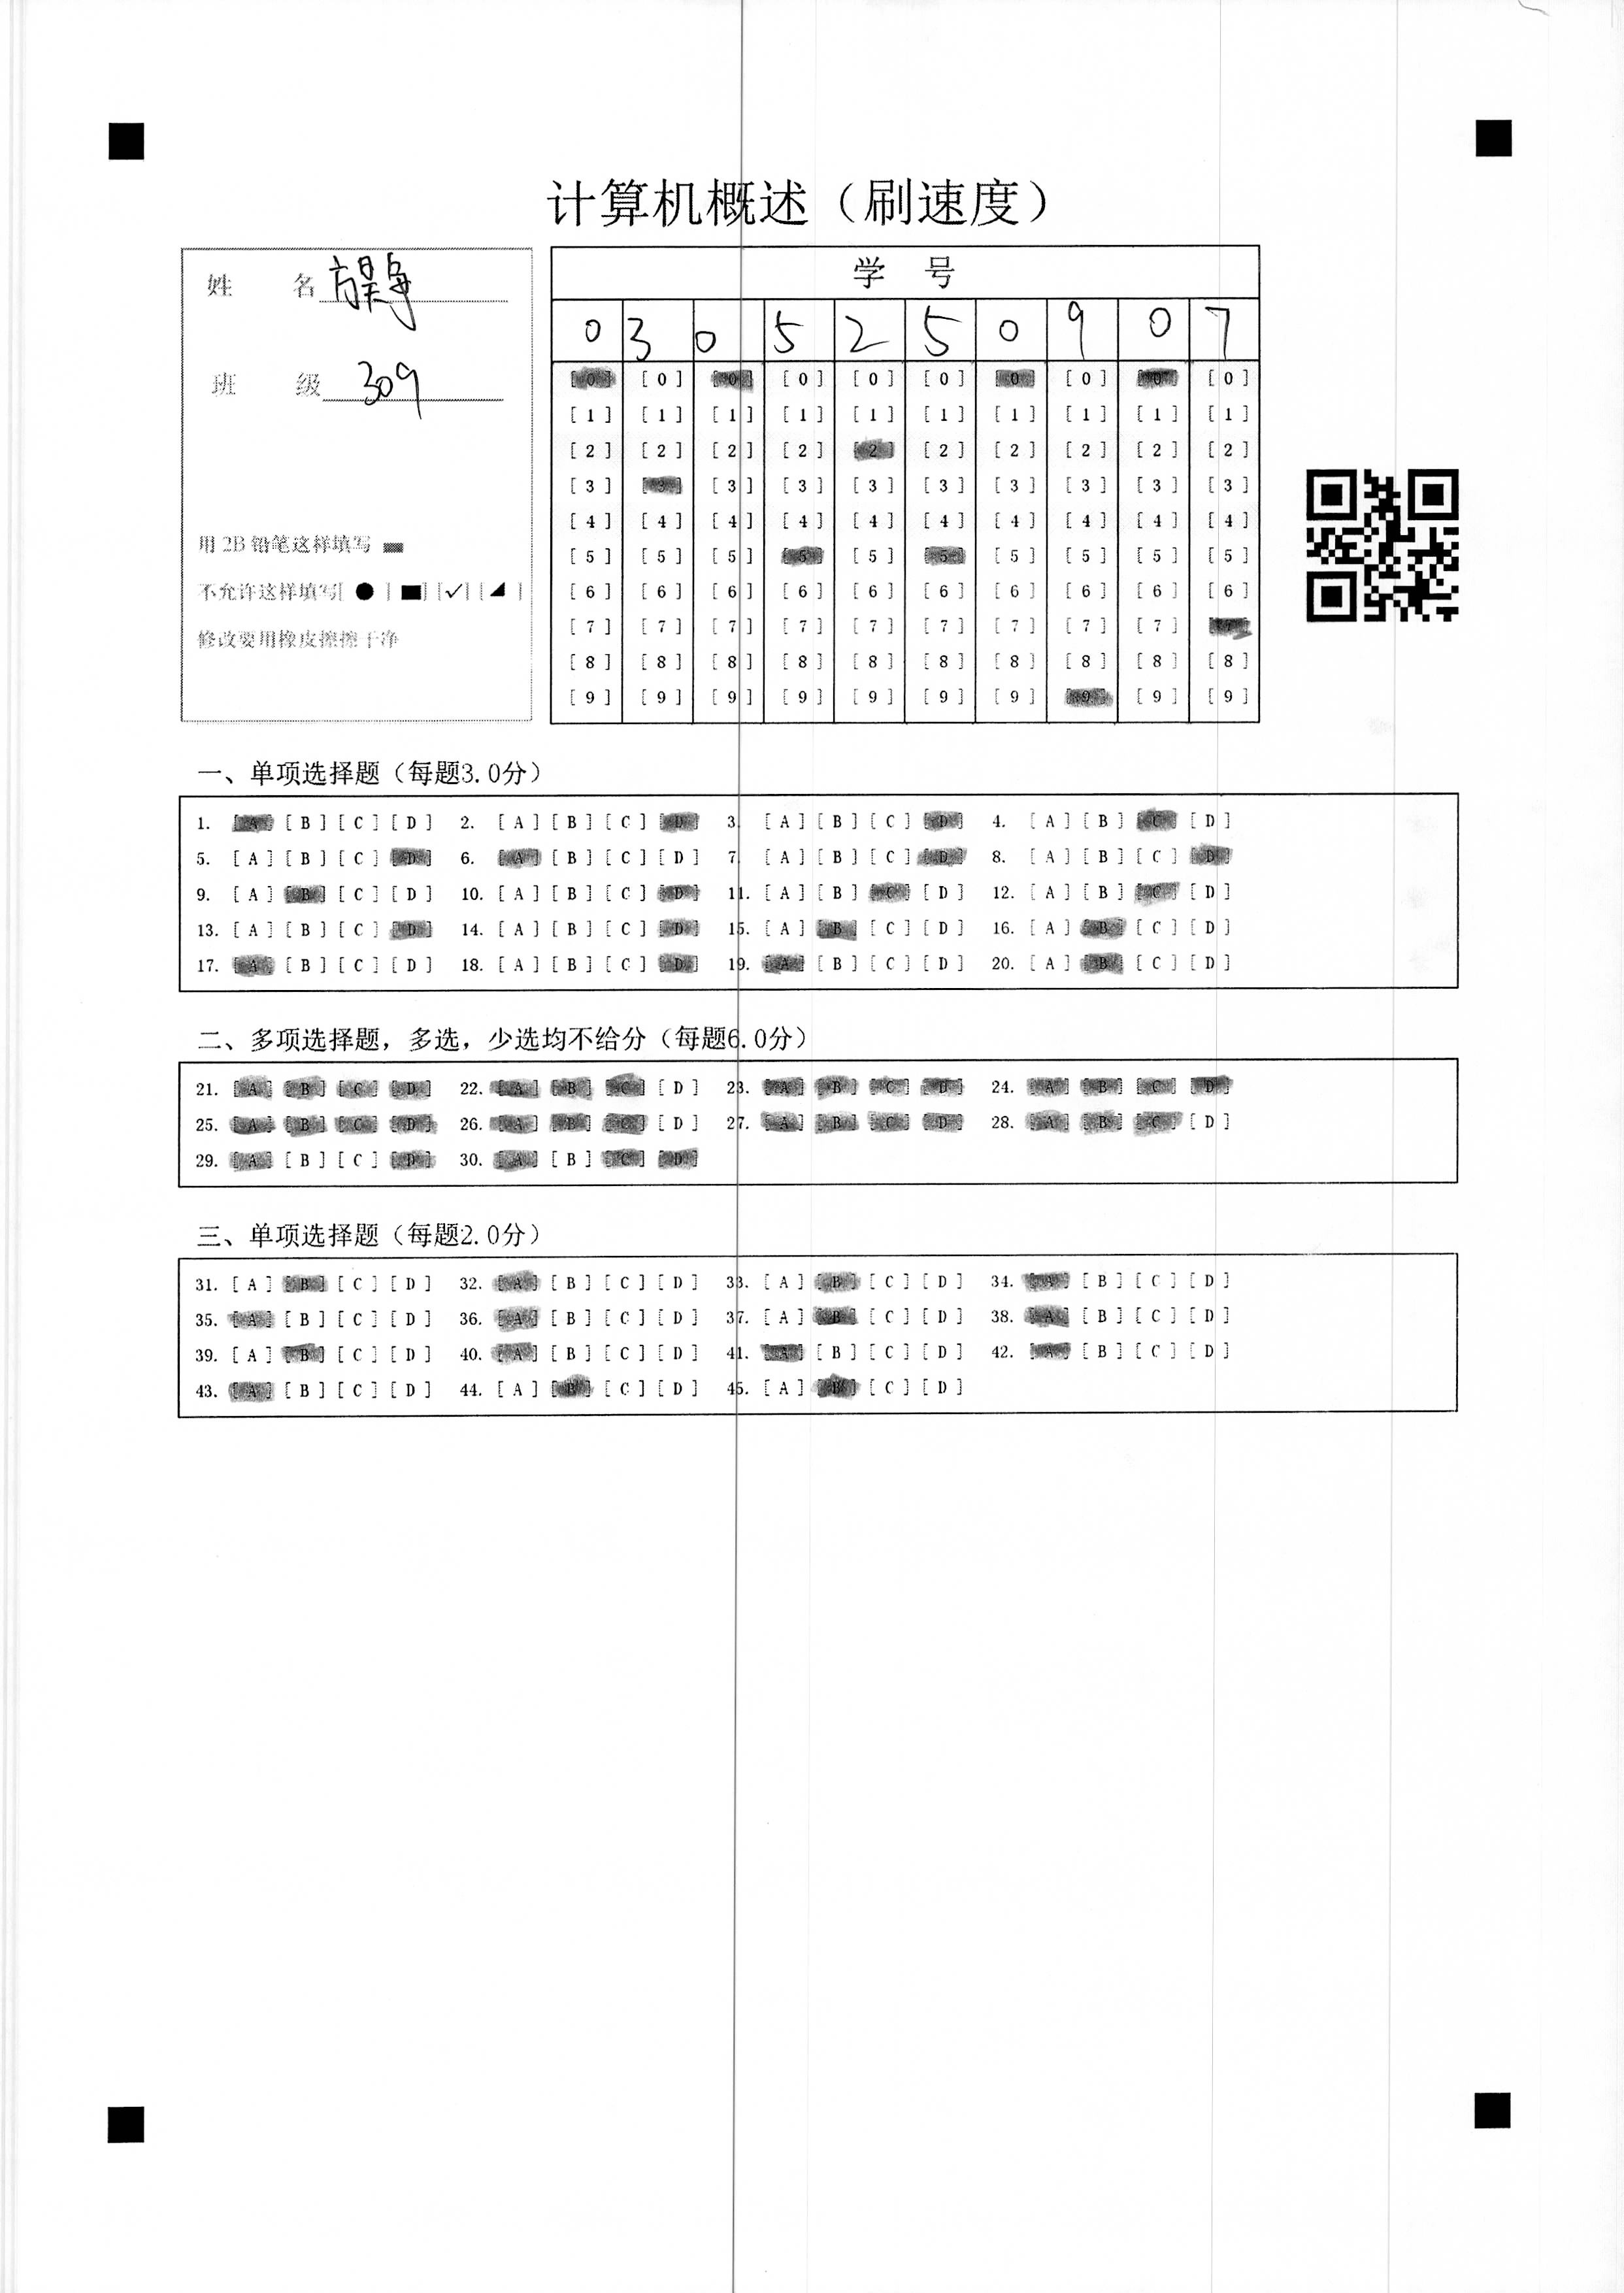 计算机概述（刷速度）
姓 名
班 级 309
用 2B 铅笔这样填写
不允许这样填写[ ● ] [■] [✓] [◢ ]
修改要用橡皮擦擦干净
学 号
0 3 0 5 2 5 0 9 0 7
[0] [0] [0] [0] [0] [0] [0] [0] [0] [0]
[1] [1] [1] [1] [1] [1] [1] [1] [1] [1]
[2] [2] [2] [2] [2] [2] [2] [2] [2] [2]
[3] [3] [3] [3] [3] [3] [3] [3] [3] [3]
[4] [4] [4] [4] [4] [4] [4] [4] [4] [4]
[5] [5] [5] [5] [5] [5] [5] [5] [5] [5]
[6] [6] [6] [6] [6] [6] [6] [6] [6] [6]
[7] [7] [7] [7] [7] [7] [7] [7] [7] [7]
[8] [8] [8] [8] [8] [8] [8] [8] [8] [8]
[9] [9] [9] [9] [9] [9] [9] [9] [9] [9]
一、单项选择题（每题3.0分）
1. [A] [B] [C] [D] 2. [A] [B] [C] [D] 3. [A] [B] [C] [D] 4. [A] [B] [C] [D]
5. [A] [B] [C] [D] 6. [A] [B] [C] [D] 7. [A] [B] [C] [D] 8. [A] [B] [C] [D]
9. [A] [B] [C] [D] 10. [A] [B] [C] [D] 11. [A] [B] [C] [D] 12. [A] [B] [C] [D]
13. [A] [B] [C] [D] 14. [A] [B] [C] [D] 15. [A] [B] [C] [D] 16. [A] [B] [C] [D]
17. [A] [B] [C] [D] 18. [A] [B] [C] [D] 19. [A] [B] [C] [D] 20. [A] [B] [C] [D]
二、多项选择题，多选，少选均不给分（每题6.0分）
21. [A] [B] [C] [D] 22. [A] [B] [C] [D] 23. [A] [B] [C] [D] 24. [A] [B] [C] [D]
25. [A] [B] [C] [D] 26. [A] [B] [C] [D] 27. [A] [B] [C] [D] 28. [A] [B] [C] [D]
29. [A] [B] [C] [D] 30. [A] [B] [C] [D]
三、单项选择题（每题2.0分）
31. [A] [B] [C] [D] 32. [A] [B] [C] [D] 33. [A] [B] [C] [D] 34. [A] [B] [C] [D]
35. [A] [B] [C] [D] 36. [A] [B] [C] [D] 37. [A] [B] [C] [D] 38. [A] [B] [C] [D]
39. [A] [B] [C] [D] 40. [A] [B] [C] [D] 41. [A] [B] [C] [D] 42. [A] [B] [C] [D]
43. [A] [B] [C] [D] 44. [A] [B] [C] [D] 45. [A] [B] [C] [D]